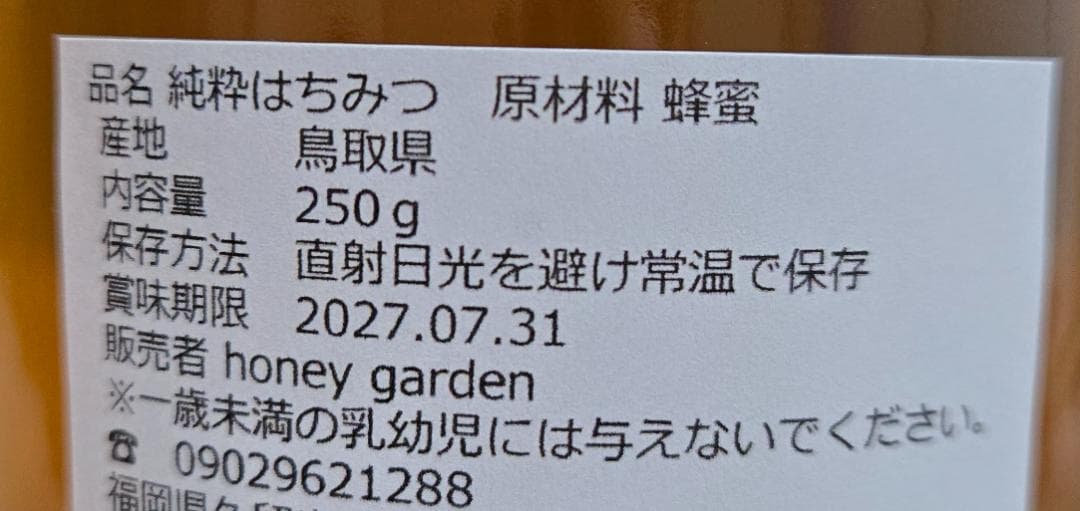 品名 純粋はちみつ　原材料 蜂蜜
産地　鳥取県
内容量　250g
保存方法　直射日光を避け常温で保存
賞味期限　2027.07.31
販売者 honey garden
※一歳未満の乳幼児には与えないでください。
☎ 09029621288
福岡県